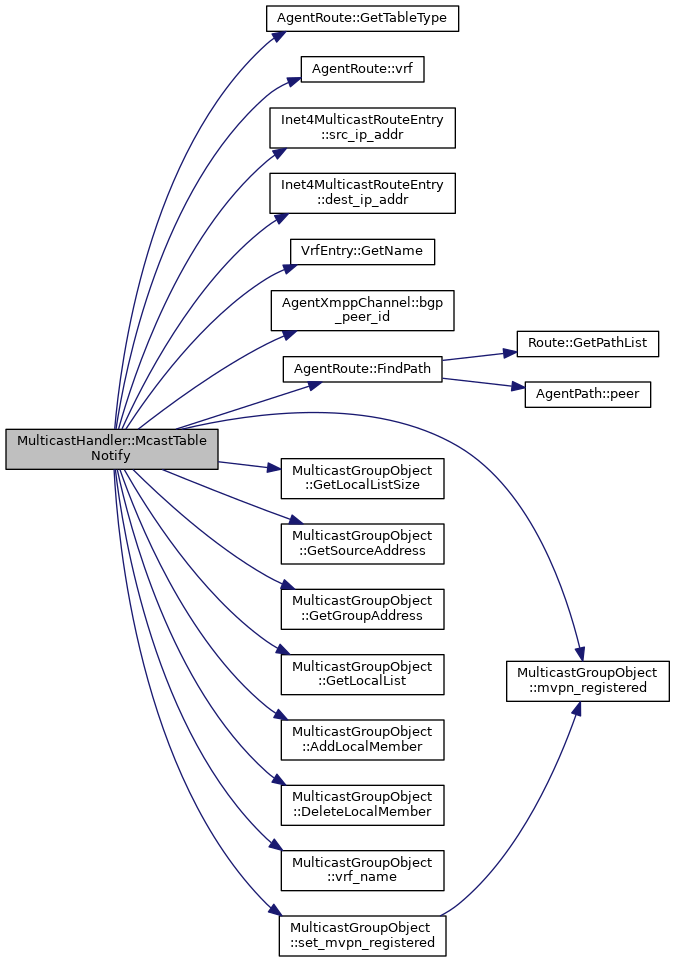 AgentRoute::GetTableType
AgentRoute::vrf
Inet4MulticastRouteEntry
::src_ip_addr
Inet4MulticastRouteEntry
::dest_ip_addr
VrfEntry::GetName
AgentXmppChannel::bgp
_peer_id
Route::GetPathList
AgentRoute::FindPath
AgentPath::peer
MulticastHandler::McastTable
Notify
MulticastGroupObject
::GetLocalListSize
MulticastGroupObject
::GetSourceAddress
MulticastGroupObject
::GetGroupAddress
MulticastGroupObject
::GetLocalList
MulticastGroupObject
::mvpn_registered
MulticastGroupObject
::AddLocalMember
MulticastGroupObject
::DeleteLocalMember
MulticastGroupObject
::vrf_name
MulticastGroupObject
::set_mvpn_registered